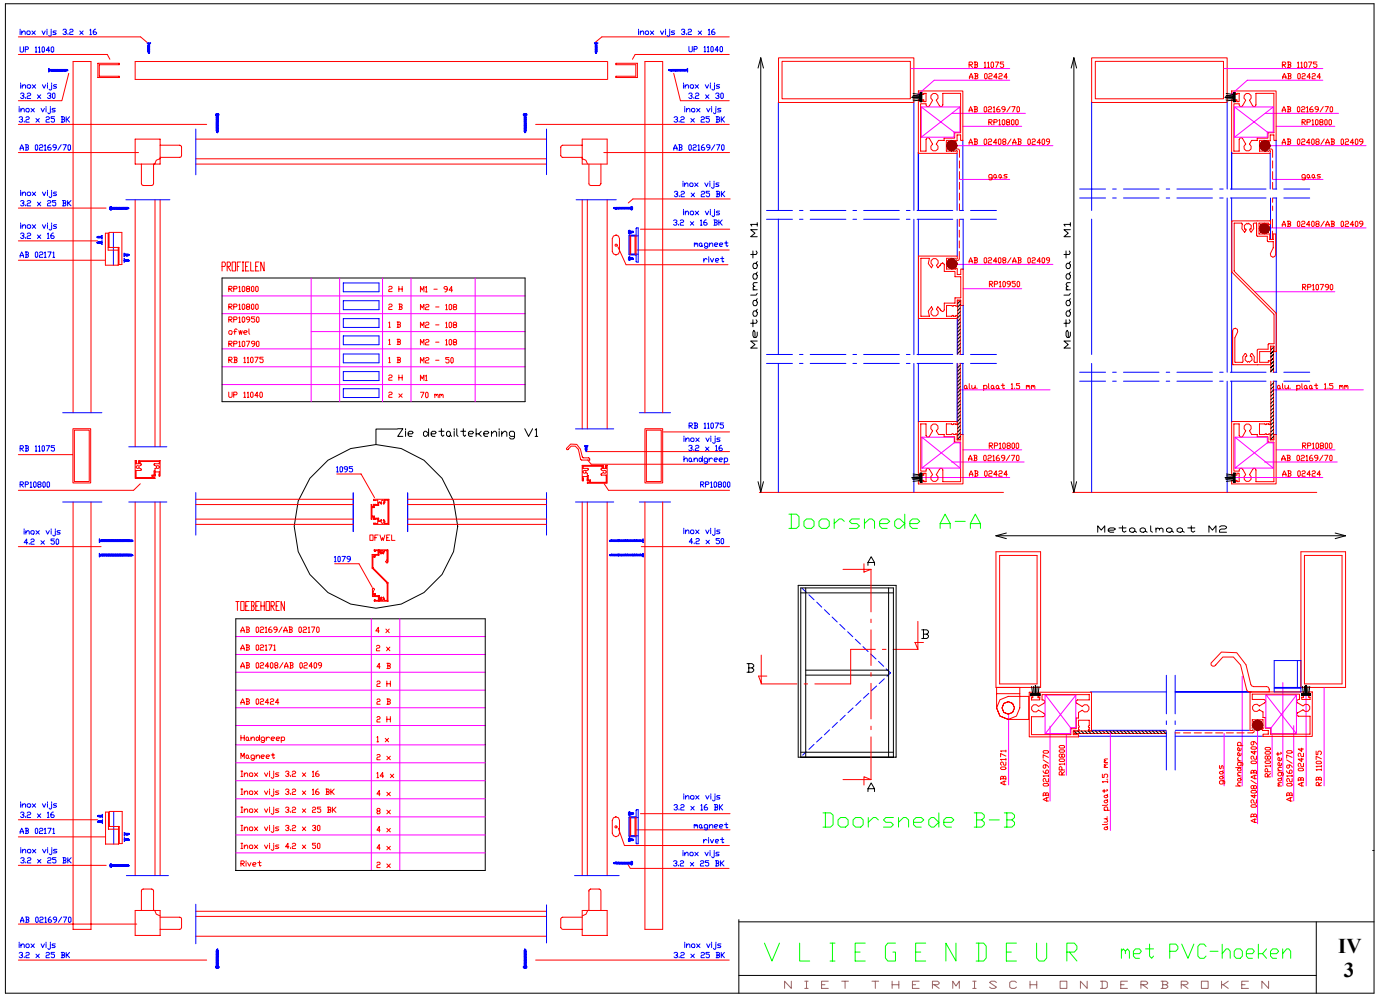 Inox vijs 3.2 x 16
UP 11040
inox vijs
3.2 x 30
inox vijs
3.2 x 25 BK
AB 02169/70
inox vijs
3.2 x 25 BK
inox vijs
3.2 x 16
AB 02171
RB 11075
RP10800
inox vijs
4.2 x 50
inox vijs
3.2 x 16
AB 02171
inox vijs
3.2 x 25 BK
AB 02169/70
inox vijs
3.2 x 25 BK
Inox vijs 3.2 x 16
UP 11040
inox vijs
3.2 x 30
inox vijs
3.2 x 25 BK
AB 02169/70
inox vijs
3.2 x 25 BK
inox vijs
3.2 x 16 BK
magneet
rivet
RB 11075
inox vijs
3.2 x 16
handgreep
RP10800
inox vijs
4.2 x 50
inox vijs
3.2 x 16 BK
magneet
rivet
inox vijs
3.2 x 25 BK
inox vijs
3.2 x 25 BK
PROFIELEN
RP10800 2 H M1 - 94
RP10800 2 B M2 - 108
RP10950 1 B M2 - 108
ofwel
RP10790 1 B M2 - 108
RB 11075 1 B M2 - 50
2 H M1
UP 11040 2 x 70 mm
Zie detailtekening V1
1095
OFWEL
1079
TOEBEHOREN
AB 02169/AB 02170 4 x
AB 02171 2 x
AB 02408/AB 02409 4 B
2 H
AB 02424 2 B
2 H
Handgreep 1 x
Magneet 2 x
Inox vijs 3.2 x 16 14 x
Inox vijs 3.2 x 16 BK 4 x
Inox vijs 3.2 x 25 BK 8 x
Inox vijs 3.2 x 30 4 x
Inox vijs 4.2 x 50 4 x
Rivet 2 x
Metaalmaat M1
RB 11075
AB 02424
AB 02169/70
RP10800
AB 02408/AB 02409
gaas
AB 02408/AB 02409
RP10950
alu. plaat 1.5 mm
RP10800
AB 02169/70
AB 02424
Doorsnede A-A
Metaalmaat M1
RB 11075
AB 02424
AB 02169/70
RP10800
AB 02408/AB 02409
gaas
AB 02408/AB 02409
RP10790
alu. plaat 1.5 mm
RP10800
AB 02169/70
AB 02424
A
B
B
A
Metaalmaat M2
AB 02171
AB 02169/70
RP10800
alu plaat 1.5 mm
gaas
handgreep
AB 02408/AB 02409
RP10800
magneet
AB 02169/70
AB 02424
RB 11075
Doorsnede B-B
VLIEGENDEUR met PVC-hoeken
NIET THERMISCH ONDERBROKEN
IV
3